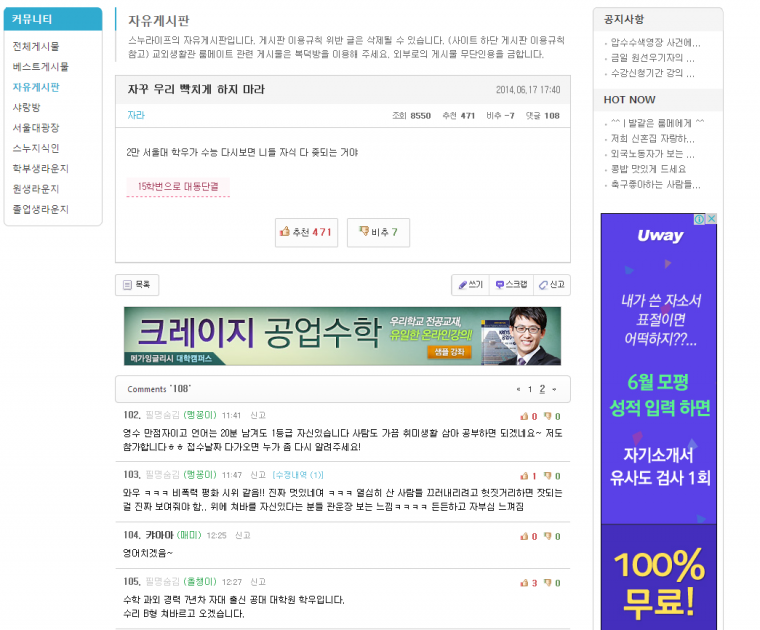 커뮤니티
전체게시물
베스트게시물
자유게시판
사랑방
서울대광장
스누지식인
학부생라운지
원생라운지
졸업생라운지
자유게시판
스누라이프의 자유게시판입니다. 게시판 이용규칙 위반 글은 삭제될 수 있습니다. (사이트 하단 게시판 이용규칙
참고) 교외생활관 룸메이트 관련 게시물은 복덕방을 이용해 주세요. 외부로의 게시물 무단인용을 금합니다.
자꾸 우리 빡치게 하지 마라
2014.06.17 17:40
자라
조회 8550 추천 471 비추 -7 댓글 108
2만 서울대 학우가 수능 다시보면 니들 자식 다 좆되는 거야
15학번으로 대동단결
추천 471
비추 7
목록
쓰기
스크랩
신고
크레이지 공업수학
우리학교 전공교재,
유일한 온라인강의!
샘플 강좌
메가잉글리시 대학캠퍼스
Comments '108'
« 1 2 »
102. 필명숨김 (멍뭉이) 11:41 신고
0 0
영수 만점자이고 언어는 20분 남겨도 1등급 자신있습니다 사탐도 가끔 취미생활 삼아 공부하면 되겠네요~ 저도
참가합니다ㅎㅎ 접수날짜 다가오면 누가 좀 다시 알려주세요!
103. 필명숨김 (멍뭉이) 11:47 신고 [수정내역 (1)]
1 0
와우 ㅋㅋㅋ 비폭력 평화 시위 같음!! 진짜 멋있네여 ㅋㅋㅋ 열심히 산 사람들 끄러내리려고 헛짓거리하면 잣되는
걸 진짜 보여줘야 함.. 위에 쳐바를 자신있다는 분들 관운장 보는 느낌ㅋㅋㅋㅋ 든든하고 자부심 느껴짐
104. 캬아아 (매미) 12:25 신고
0 0
영어치겠음~
105. 필명숨김 (올챙이) 12:27 신고
3 0
수학 과외 경력 7년차 자대 출신 공대 대학원 학우입니다.
수리 B형 쳐바르고 오겠습니다.
공지사항
압수수색영장 사건에...
금일 원선우기자의 ...
수강신청기간 강의 ...
HOT NOW
^^ㅣ발같은 룸메에게 ^^
저희 신혼집 자랑하...
외국노동자가 보는 ...
콩밥 맛있게 드세요
축구좋아하는 사람들...
Uway
내가 쓴 자소서
표절이면
어떡하지??...
6월 모평
성적 입력 하면
자기소개서
유사도 검사 1회
100%
무료!